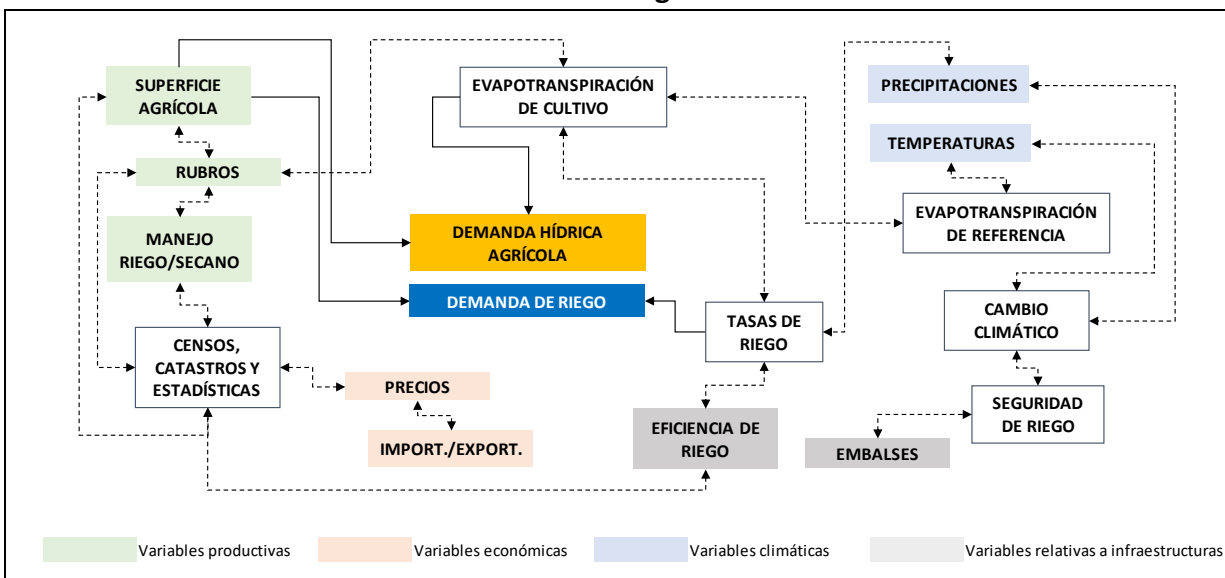 SUPERFICIE
AGRÍCOLA
EVAPOTRANSPIRACIÓN
DE CULTIVO
PRECIPITACIONES
TEMPERATURAS
RUBROS
EVAPOTRANSPIRACIÓN
DE REFERENCIA
MANEJO
RIEGO/SECANO
DEMANDA HÍDRICA
AGRÍCOLA
DEMANDA DE RIEGO
TASAS DE
RIEGO
CAMBIO
CLIMÁTICO
CENSOS,
CATASTROS Y
ESTADÍSTICAS
PRECIOS
IMPORT./EXPORT.
EFICIENCIA DE
RIEGO
SEGURIDAD
DE RIEGO
EMBALSES
Variables productivas
Variables económicas
Variables climáticas
Variables relativas a infraestructuras